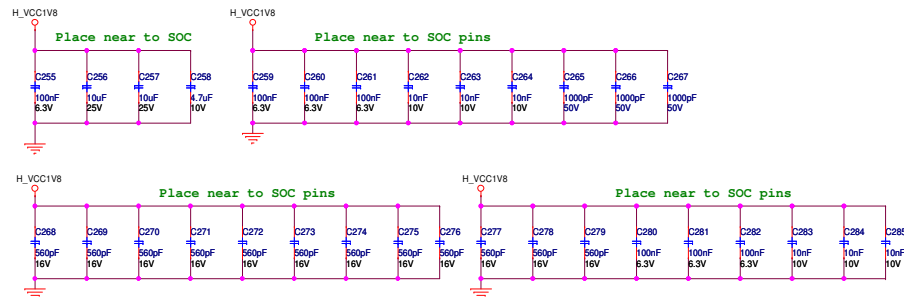 H_VCC1V8
Place near to SOC
C255 C256 C257 C258
100nF 10uF 10uF 4.7uF
6.3V 25V 25V 10V
H_VCC1V8
Place near to SOC pins
C259 C260 C261 C262 C263 C264 C265 C266 C267
100nF 100nF 100nF 10nF 10nF 10nF 1000pF 1000pF 1000pF
6.3V 6.3V 6.3V 10V 10V 10V 50V 50V 50V
H_VCC1V8
Place near to SOC pins
C268 C269 C270 C271 C272 C273 C274 C275 C276
560pF 560pF 560pF 560pF 560pF 560pF 560pF 560pF 560pF
16V 16V 16V 16V 16V 16V 16V 16V 16V
H_VCC1V8
Place near to SOC pins
C277 C278 C279 C280 C281 C282 C283 C284 C285
560pF 560pF 560pF 100nF 100nF 100nF 10nF 10nF 10nF
16V 16V 16V 6.3V 6.3V 6.3V 10V 10V 10V